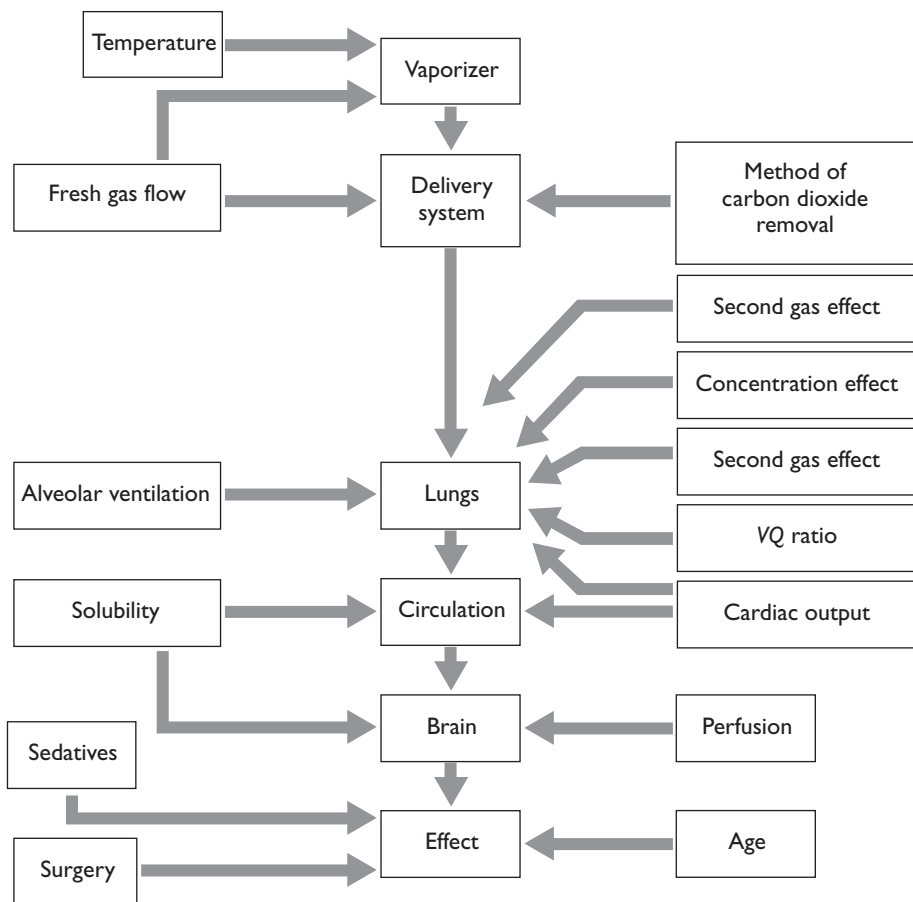 Temperature
Vaporizer
Fresh gas flow
Delivery
system
Method of
carbon dioxide
removal
Second gas effect
Concentration effect
Second gas effect
Alveolar ventilation
Lungs
VQ ratio
Solubility
Circulation
Cardiac output
Brain
Perfusion
Sedatives
Effect
Age
Surgery